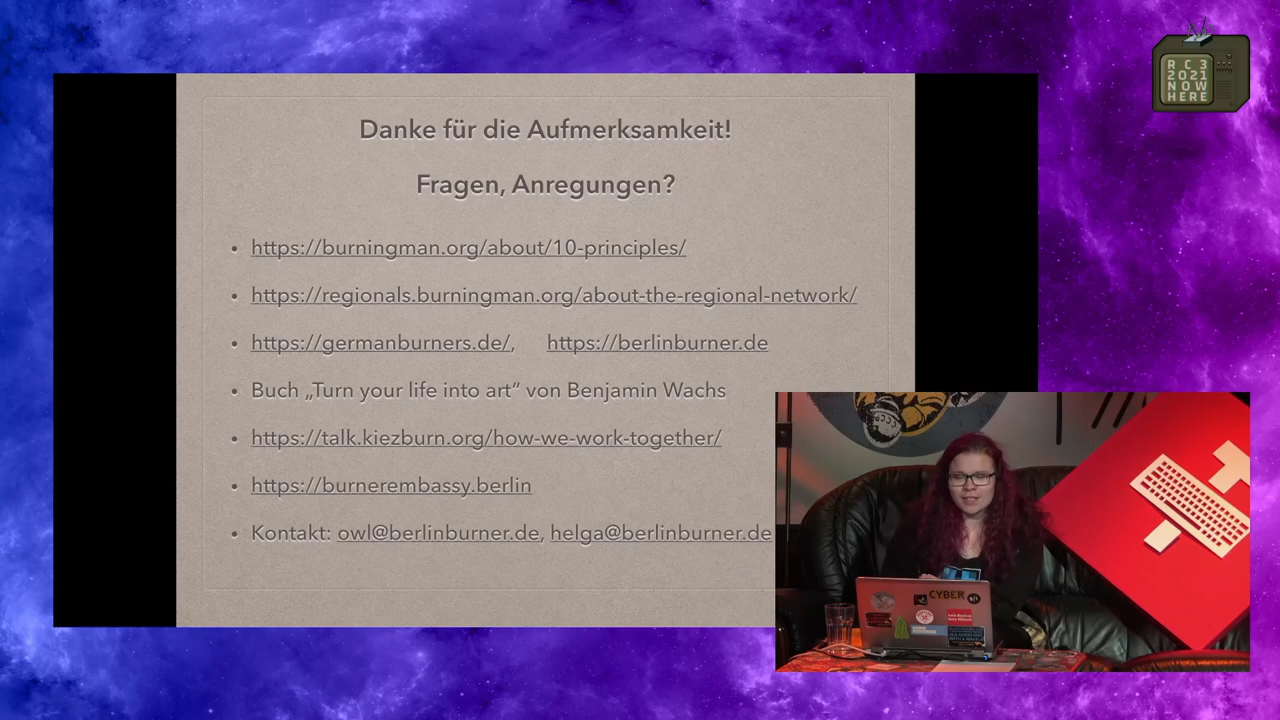 RC3
2021
NOW
HERE
Danke für die Aufmerksamkeit!
Fragen, Anregungen?
• https://burningman.org/about/10-principles/
• https://regionals.burningman.org/about-the-regional-network/
• https://germanburners.de/, https://berlinburner.de
• Buch „Turn your life into art“ von Benjamin Wachs
• https://talk.kiezburn.org/how-we-work-together/
• https://burnerembassy.berlin
• Kontakt: owl@berlinburner.de, helga@berlinburner.de
CYBER